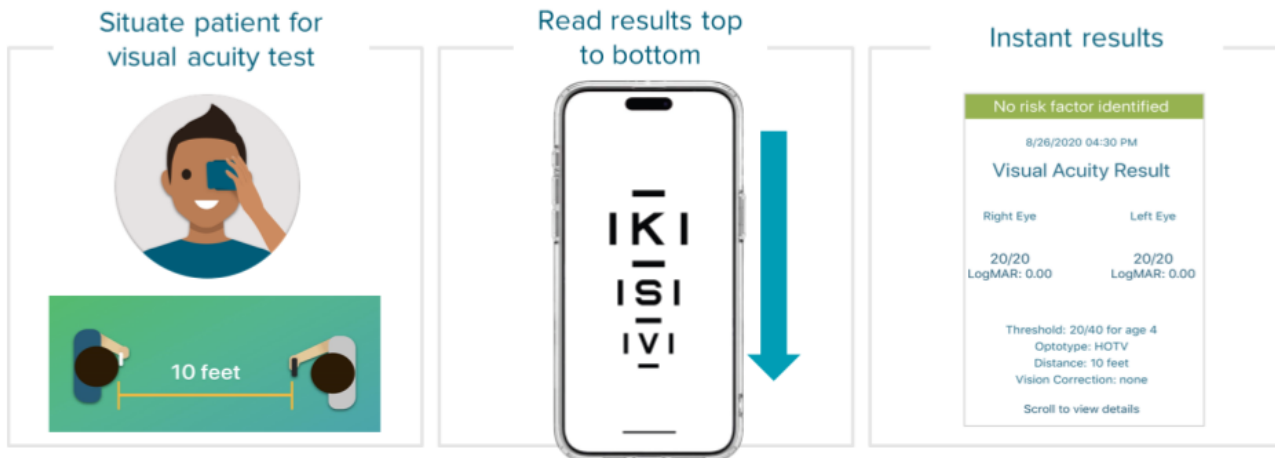 Situate patient for
visual acuity test
10 feet
Read results top
to bottom
K
S
V
Instant results
No risk factor identified
8/26/2020 04:30 PM
Visual Acuity Result
Right Eye Left Eye
20/20 20/20
LogMAR: 0.00 LogMAR: 0.00
Threshold: 20/40 for age 4
Optotype: HOTV
Distance: 10 feet
Vision Correction: none
Scroll to view details